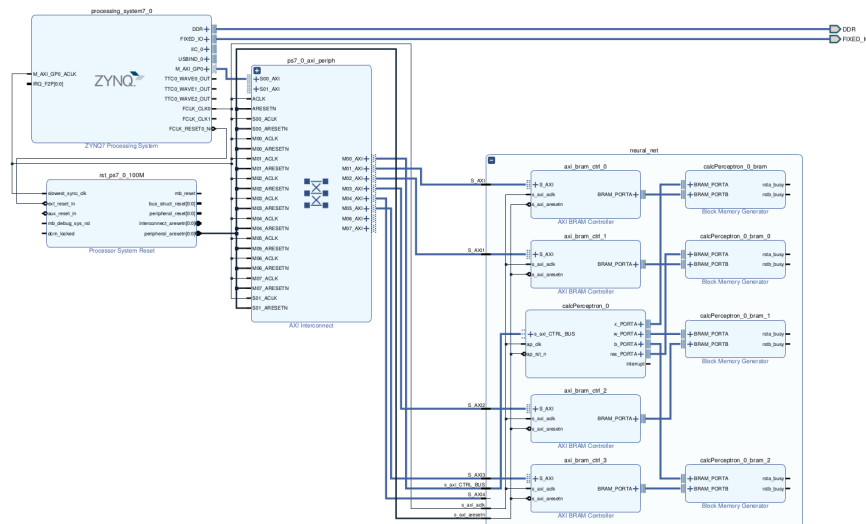 processing_system7_0
DDR
FIXED_IO
IIC_0
USBIND_0
M_AXI_GP0
TTC0_WAVE0_OUT
TTC0_WAVE1_OUT
TTC0_WAVE2_OUT
FCLK_CLK0
FCLK_CLK1
FCLK_RESET0_N
M_AXI_GP0_ACLK
IRQ_F2P[0:0]
ZYNQ
ZYNQ7 Processing System
DDR
rst_ps7_0_100M
slowest_sync_clk
ext_reset_in
aux_reset_in
mb_debug_sys_rst
dcm_locked
mb_reset
bus_struct_reset[0:0]
peripheral_reset[0:0]
interconnect_aresetn[0:0]
peripheral_aresetn[0:0]
Processor System Reset
ps7_0_axi_periph
S00_AXI
S01_AXI
ACLK
ARESETN
S00_ACLK
S00_ARESETN
M00_ACLK
M00_ARESETN
M01_ACLK
M01_ARESETN
M02_ACLK
M02_ARESETN
M03_ACLK
M03_ARESETN
M04_ACLK
M04_ARESETN
M05_ACLK
M05_ARESETN
M06_ACLK
M06_ARESETN
M07_ACLK
M07_ARESETN
S01_ACLK
S01_ARESETN
M00_AXI
M01_AXI
M02_AXI
M03_AXI
M04_AXI
M05_AXI
M06_AXI
M07_AXI
AXI Interconnect
neural_net
S_AXI
S_AXI1
S_AXI2
S_AXI3
s_axi_CTRL_BUS
S_AXI4
s_axi_aclk
s_axi_aresetn
axi_bram_ctrl_0
S_AXI
s_axi_aclk
s_axi_aresetn
BRAM_PORTA
AXI BRAM Controller
axi_bram_ctrl_1
S_AXI
s_axi_aclk
s_axi_aresetn
BRAM_PORTA
AXI BRAM Controller
calcPerceptron_0
s_axi_CTRL_BUS
ap_clk
ap_rst_n
x_PORTA
w_PORTA
b_PORTA
res_PORTA
interrupt
axi_bram_ctrl_2
S_AXI
s_axi_aclk
s_axi_aresetn
BRAM_PORTA
AXI BRAM Controller
axi_bram_ctrl_3
S_AXI
s_axi_aclk
s_axi_aresetn
BRAM_PORTA
AXI BRAM Controller
calcPerceptron_0_bram
BRAM_PORTA
BRAM_PORTB
rsta_busy
rstb_busy
Block Memory Generator
calcPerceptron_0_bram_0
BRAM_PORTA
BRAM_PORTB
rsta_busy
rstb_busy
Block Memory Generator
calcPerceptron_0_bram_1
BRAM_PORTA
BRAM_PORTB
rsta_busy
rstb_busy
Block Memory Generator
calcPerceptron_0_bram_2
BRAM_PORTA
BRAM_PORTB
rsta_busy
rstb_busy
Block Memory Generator